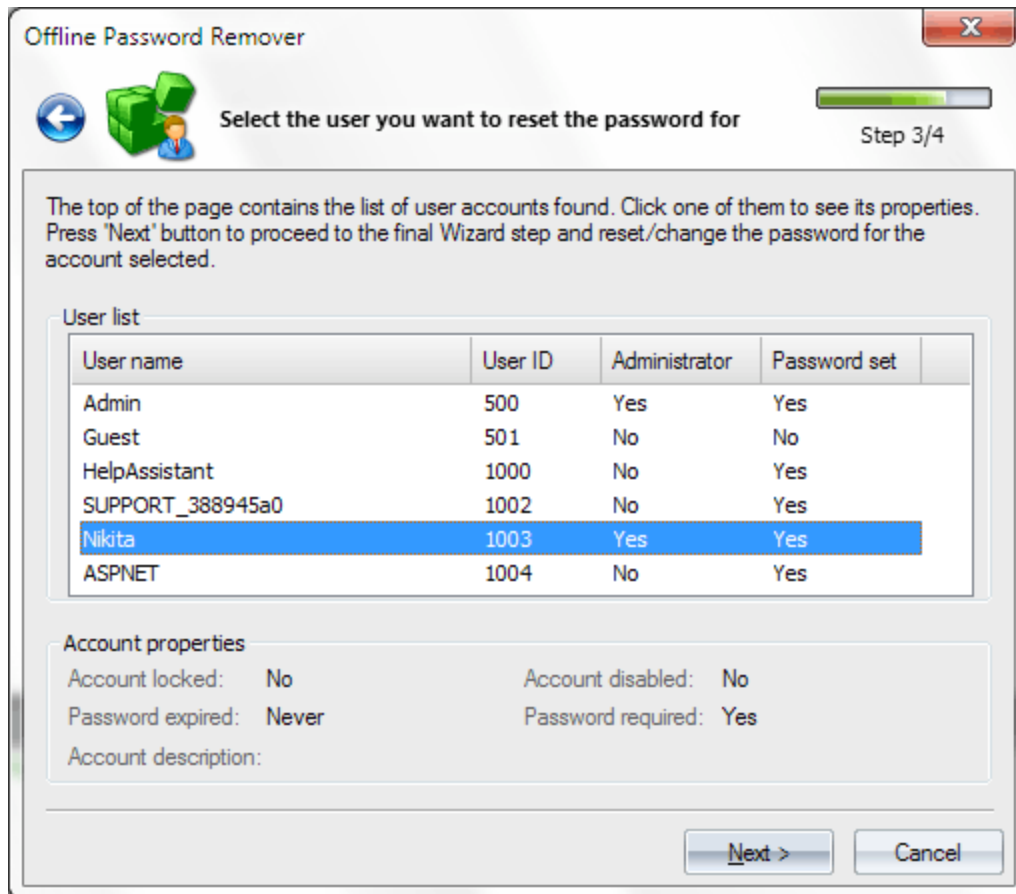 Offline Password Remover
Select the user you want to reset the password for
Step 3/4
The top of the page contains the list of user accounts found. Click one of them to see its properties.
Press 'Next' button to proceed to the final Wizard step and reset/change the password for the
account selected.
User list
User name User ID Administrator Password set
Admin 500 Yes Yes
Guest 501 No No
HelpAssistant 1000 No Yes
SUPPORT_388945a0 1002 No Yes
Nikita 1003 Yes Yes
ASPNET 1004 No Yes
Account properties
Account locked: No Account disabled: No
Password expired: Never Password required: Yes
Account description:
Next > Cancel